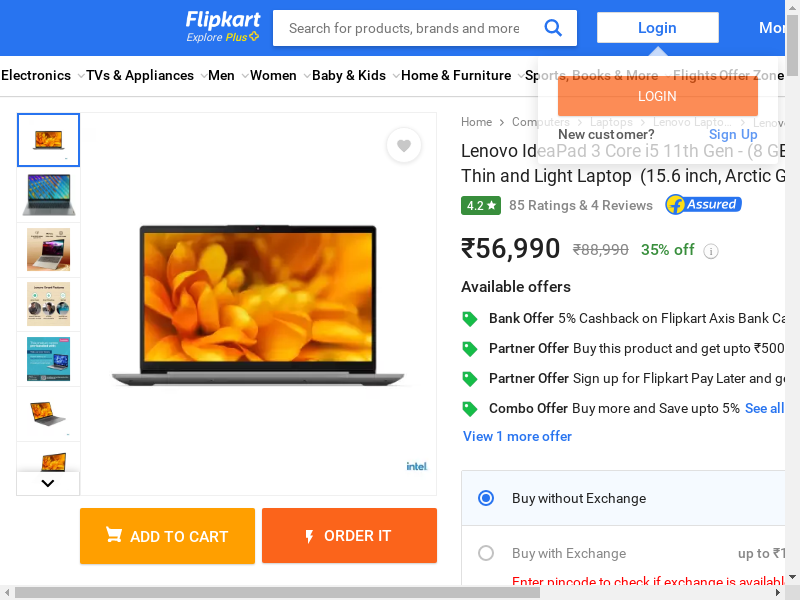 Flipkart
Explore Plus
Search for products, brands and more
Login
Electronics
TVs & Appliances
Men
Women
Baby & Kids
Home & Furniture
Sports, Books & More
Flights
Offer Zone
LOGIN
New customer?
Sign Up
Home
Computers
Laptops
Lenovo Lapto...
Lenovo IdeaPad 3 Core i5 11th Gen - (8 GB
Thin and Light Laptop (15.6 inch, Arctic G
4.2 ★
85 Ratings & 4 Reviews
Assured
₹56,990
₹88,990
35% off
Available offers
Bank Offer 5% Cashback on Flipkart Axis Bank Ca
Partner Offer Buy this product and get upto ₹500
Partner Offer Sign up for Flipkart Pay Later and ge
Combo Offer Buy more and Save upto 5% See all
View 1 more offer
intel
Buy without Exchange
ADD TO CART
ORDER IT
Buy with Exchange
up to ₹1
Enter pincode to check if exchange is availabl